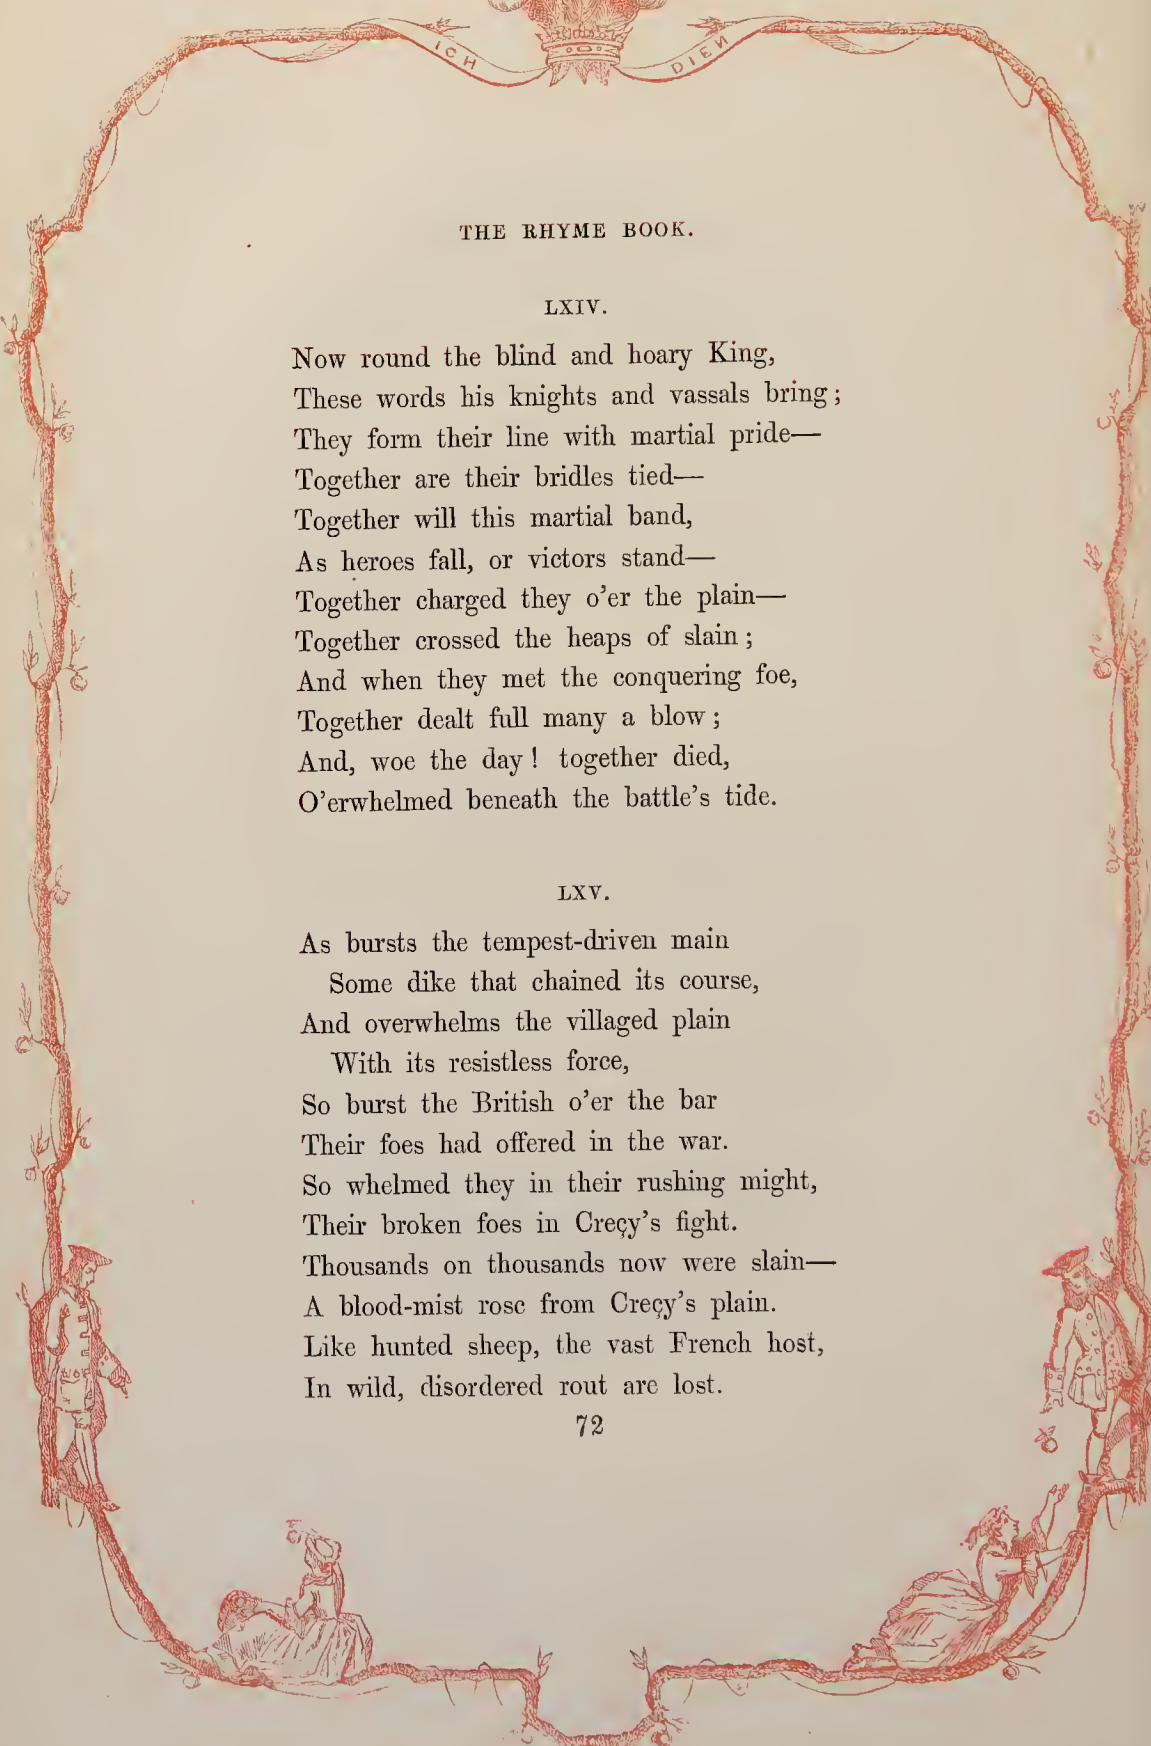 ICH DIEN
THE RHYME BOOK.
LXIV.
Now round the blind and hoary King,
These words his knights and vassals bring;
They form their line with martial pride—
Together are their bridles tied—
Together will this martial band,
As heroes fall, or victors stand—
Together charged they o'er the plain—
Together crossed the heaps of slain;
And when they met the conquering foe,
Together dealt full many a blow;
And, woe the day! together died,
O'erwhelmed beneath the battle's tide.
LXV.
As bursts the tempest-driven main
Some dike that chained its course,
And overwhelms the villaged plain
With its resistless force,
So burst the British o'er the bar
Their foes had offered in the war.
So whelmed they in their rushing might,
Their broken foes in Creçy's fight.
Thousands on thousands now were slain—
A blood-mist rose from Creçy's plain.
Like hunted sheep, the vast French host,
In wild, disordered rout are lost.
72